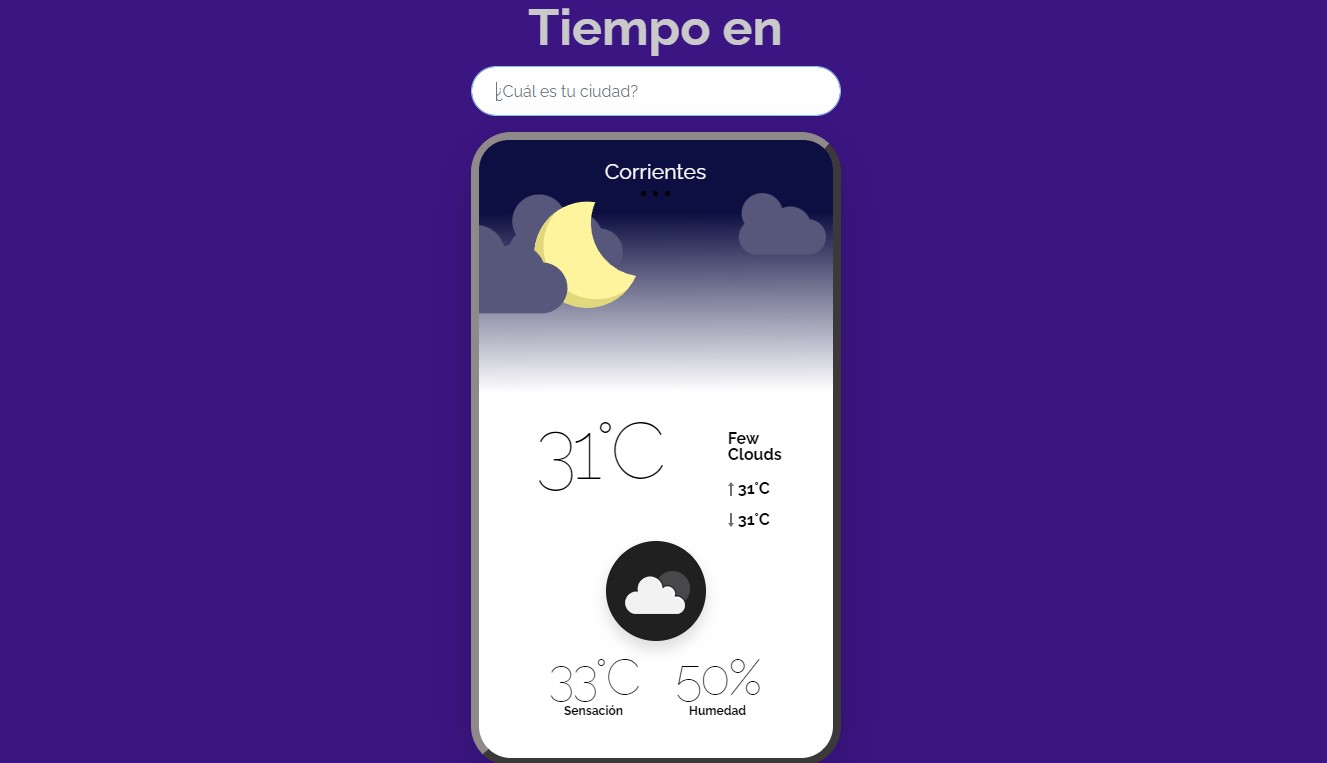 Tiempo en
¿Cuál es tu ciudad?
Corrientes
31°C
Few
Clouds
↑ 31°C
↓ 31°C
33°C
50%
Sensación
Humedad